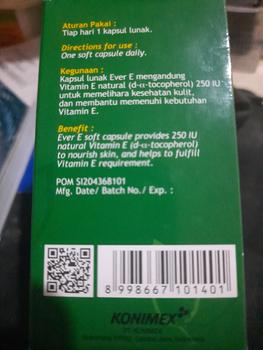 Aturan Pakai :
Tiap hari 1 kapsul lunak.
Directions for use :
One soft capsule daily.
Kegunaan :
Kapsul lunak Ever E mengandung
Vitamin E natural (d-α-tocopherol) 250 IU
untuk memelihara kesehatan kulit,
dan membantu memenuhi kebutuhan
Vitamin E.
Benefit :
Ever E soft capsule provides 250 IU
natural Vitamin E (d-α-tocopherol)
to nourish skin, and helps to fulfill
Vitamin E requirement.
POM SI204368101
Mfg. Date/ Batch No./ Exp. :
8 998667 101401
KONIMEX
PT KONIMEX
Indonesia